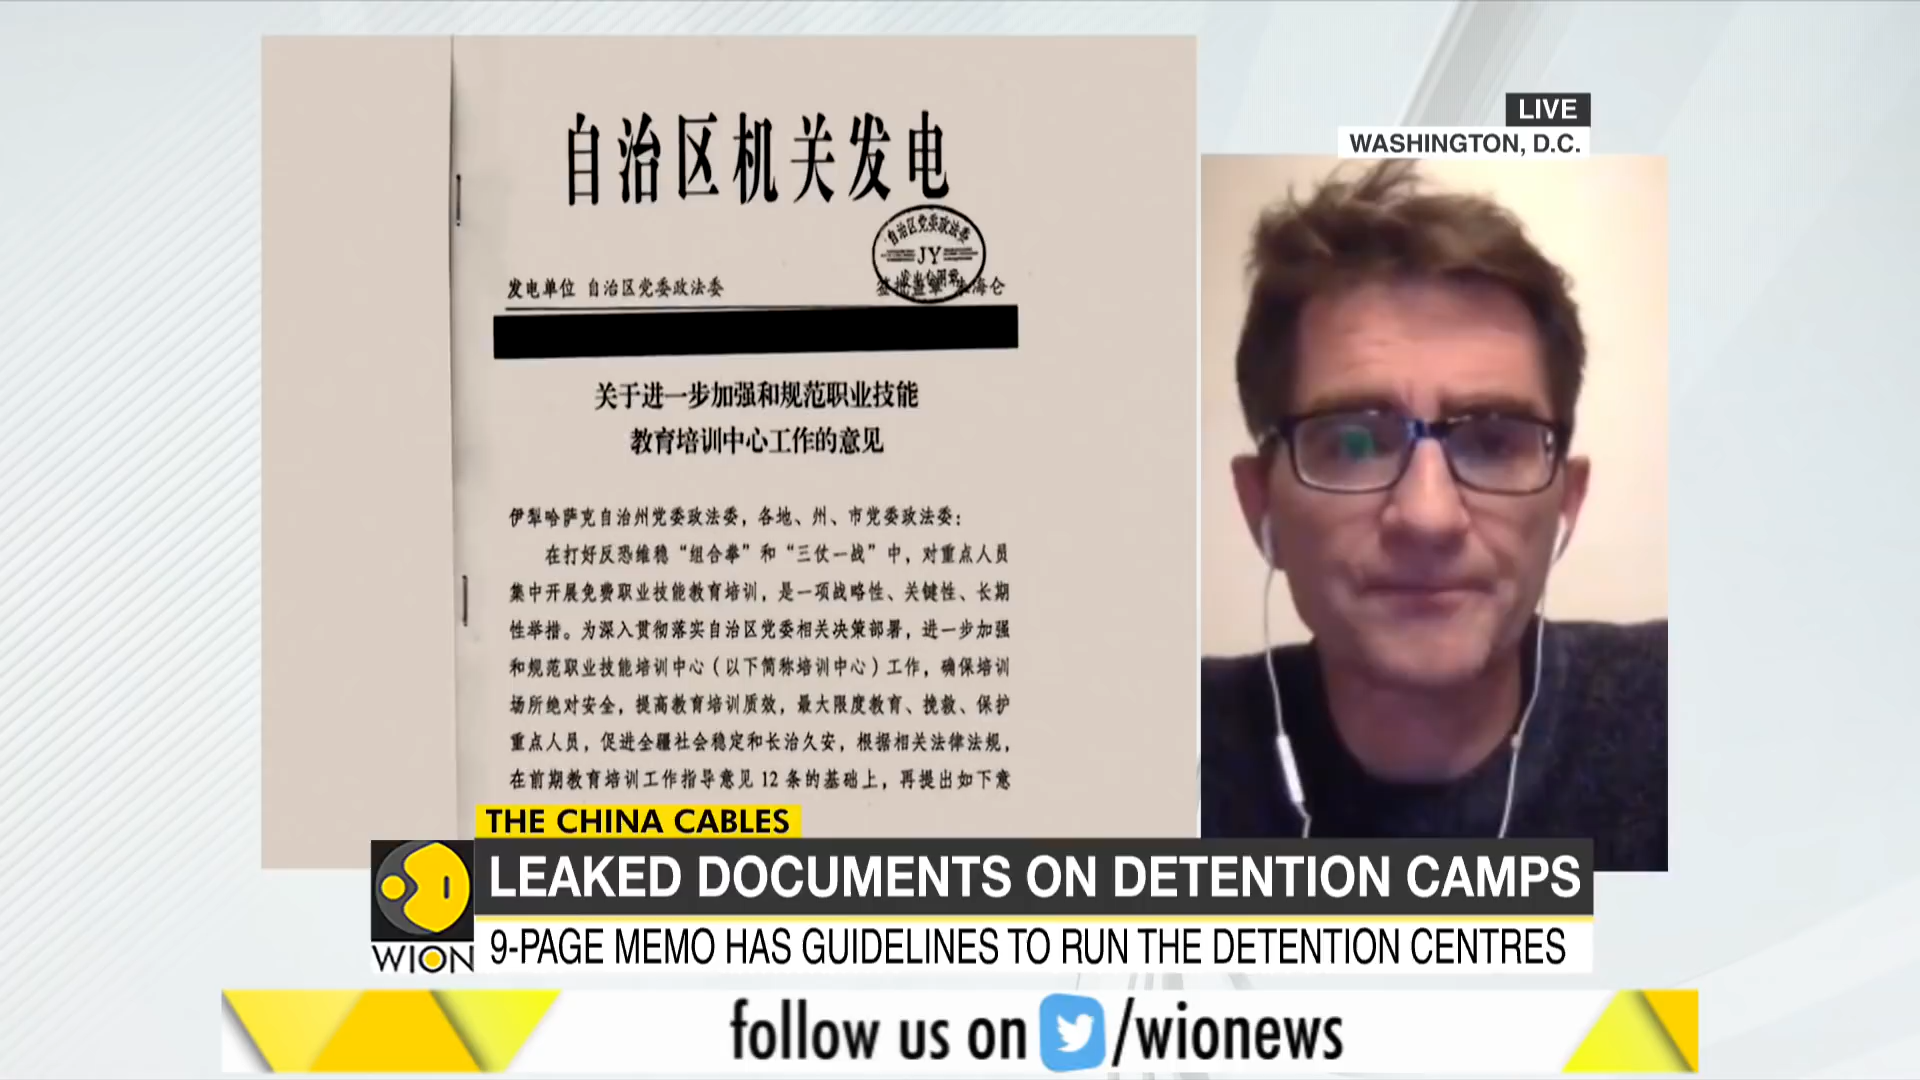 自治区机关发电
自治区党委政法委
JY
发电单位 自治区党委政法委
海仑
关于进一步加强和规范职业技能
教育培训中心工作的意见
伊犁哈萨克自治州党委政法委，各地、州、市党委政法委：
在打好反恐维稳“组合拳”和“三仗一战”中，对重点人员
集中开展免费职业技能教育培训，是一项战略性、关键性、长期
性举措。为深入贯彻落实自治区党委相关决策部署，进一步加强
和规范职业技能培训中心（以下简称培训中心）工作，确保培训
场所绝对安全，提高教育培训质效，最大限度教育、挽救、保护
重点人员，促进全疆社会稳定和长治久安，根据相关法律法规，
在前期教育培训工作指导意见 12 条的基础上，再提出如下意
LIVE
WASHINGTON, D.C.
THE CHINA CABLES
LEAKED DOCUMENTS ON DETENTION CAMPS
9-PAGE MEMO HAS GUIDELINES TO RUN THE DETENTION CENTRES
WION
follow us on /wionews